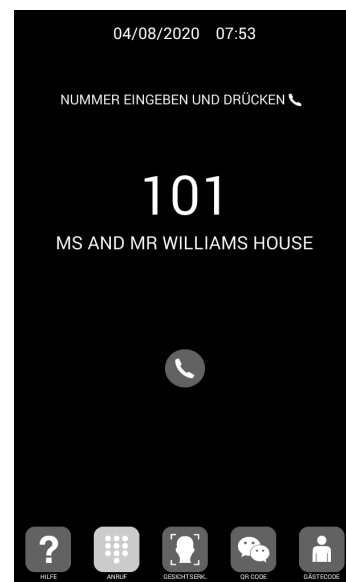 04/08/2020 07:53
NUMMER EINGEBEN UND DRÜCKEN
101
MS AND MR WILLIAMS HOUSE
?
HILFE ANRUF GESICHTSERK. QR CODE GÄSTECODE